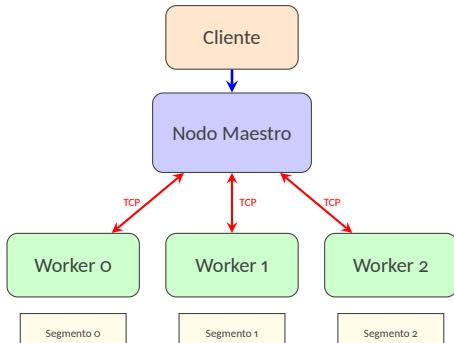 Cliente
Nodo Maestro
TCP
TCP
TCP
Worker 0
Worker 1
Worker 2
Segmento 0
Segmento 1
Segmento 2